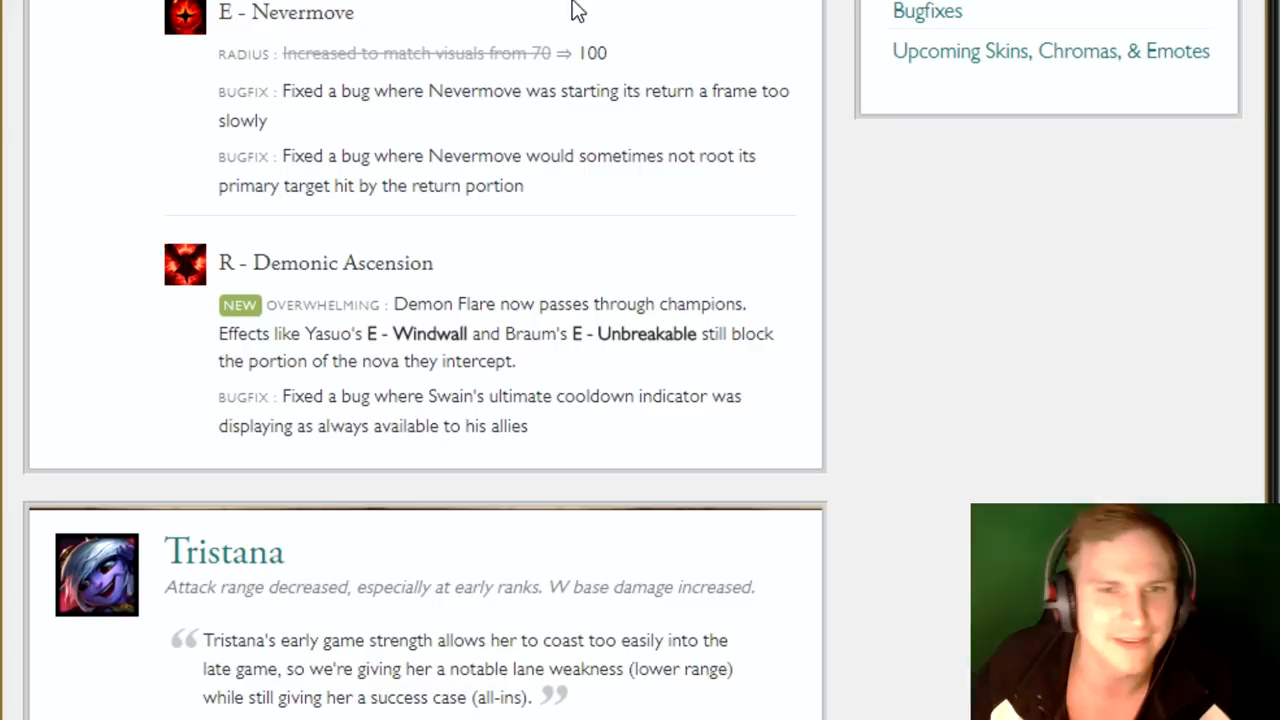 E - Nevermove
RADIUS : Increased to match visuals from 70 ⇒ 100
BUGFIX : Fixed a bug where Nevermove was starting its return a frame too
slowly
BUGFIX : Fixed a bug where Nevermove would sometimes not root its
primary target hit by the return portion
R - Demonic Ascension
NEW OVERWHELMING : Demon Flare now passes through champions.
Effects like Yasuo's E - Windwall and Braum's E - Unbreakable still block
the portion of the nova they intercept.
BUGFIX : Fixed a bug where Swain's ultimate cooldown indicator was
displaying as always available to his allies
Tristana
Attack range decreased, especially at early ranks. W base damage increased.
“ Tristana's early game strength allows her to coast too easily into the
late game, so we're giving her a notable lane weakness (lower range)
while still giving her a success case (all-ins). ”
Bugfixes
Upcoming Skins, Chromas, & Emotes